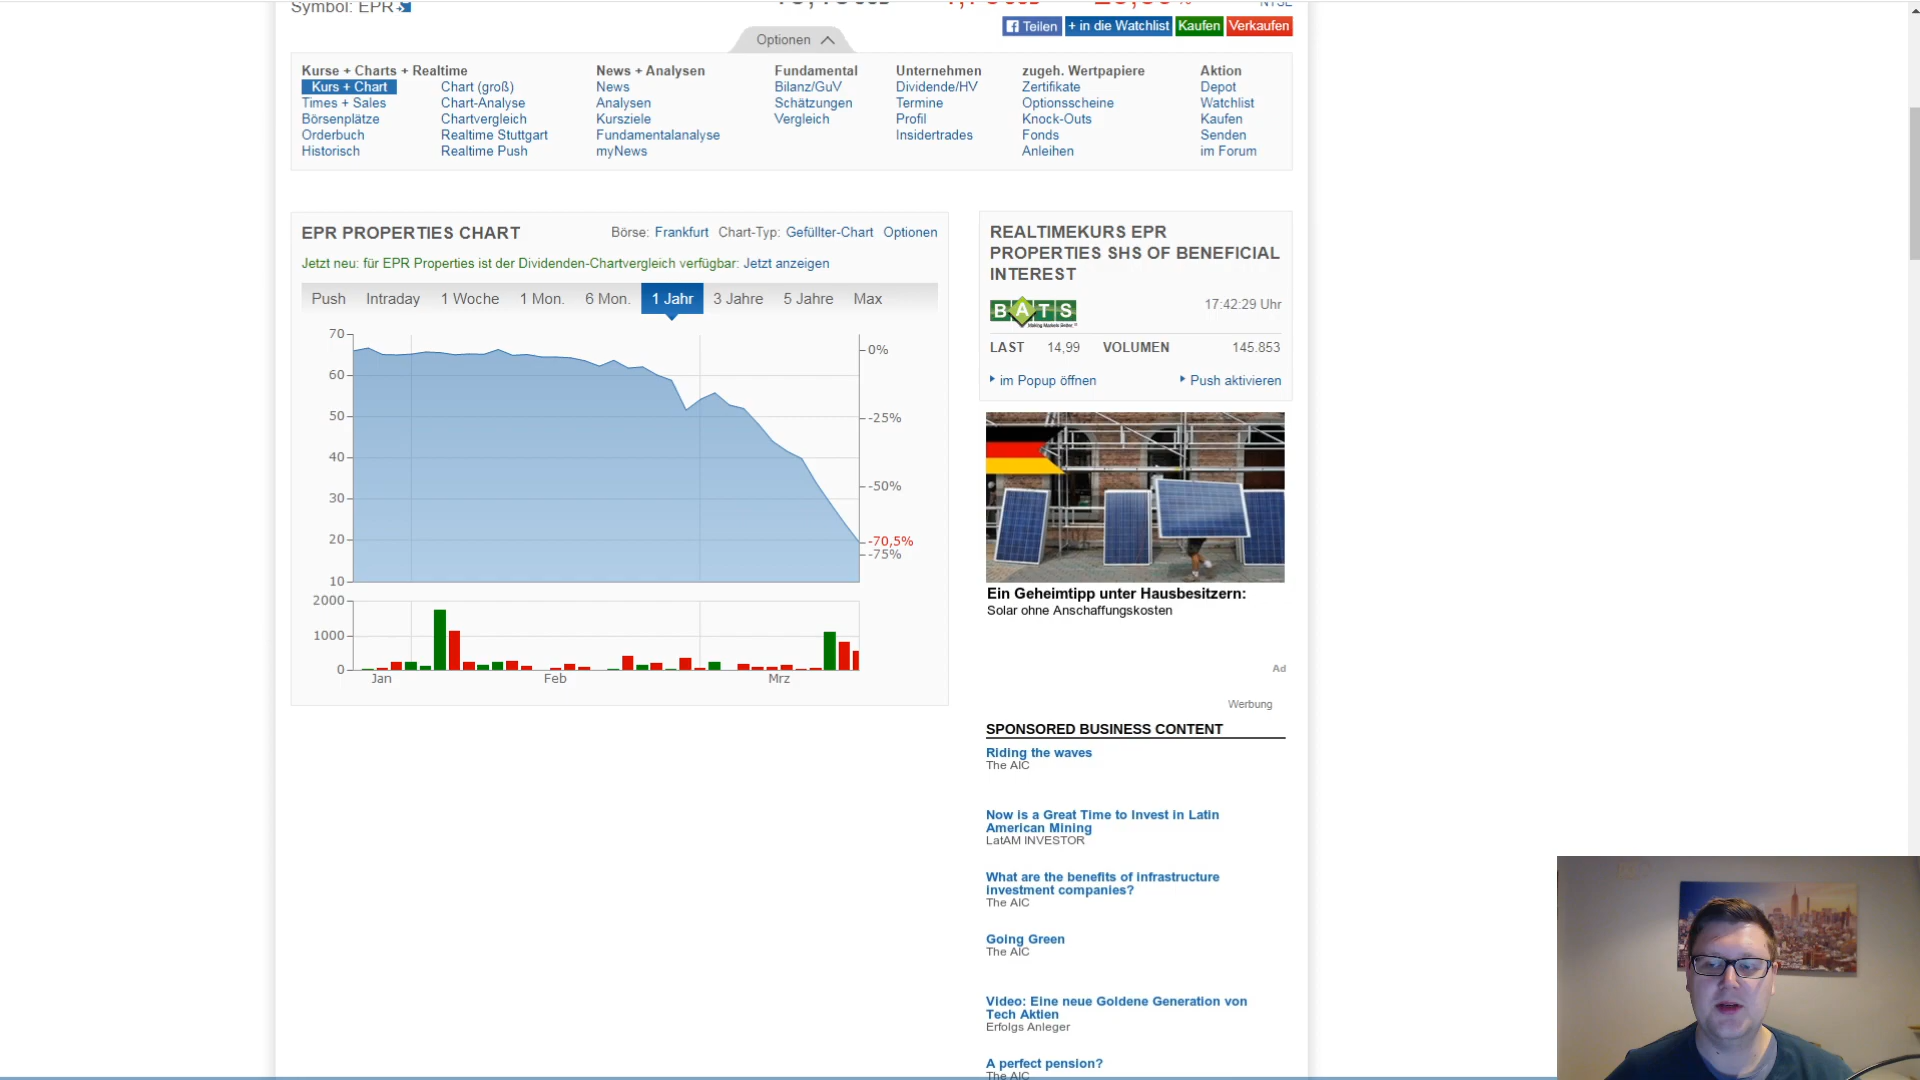 Symbol: EPR
NYSE
Teilen
+ in die Watchlist
Kaufen
Verkaufen
Optionen
Kurse + Charts + Realtime
Kurs + Chart
Times + Sales
Börsenplätze
Orderbuch
Historisch
Chart (groß)
Chart-Analyse
Chartvergleich
Realtime Stuttgart
Realtime Push
News + Analysen
News
Analysen
Kursziele
Fundamentalanalyse
myNews
Fundamental
Bilanz/GuV
Schätzungen
Vergleich
Unternehmen
Dividende/HV
Termine
Profil
Insidertrades
zugeh. Wertpapiere
Zertifikate
Optionsscheine
Knock-Outs
Fonds
Anleihen
Aktion
Depot
Watchlist
Kaufen
Senden
im Forum
EPR PROPERTIES CHART
Börse: Frankfurt Chart-Typ: Gefüllter-Chart Optionen
Jetzt neu: für EPR Properties ist der Dividenden-Chartvergleich verfügbar: Jetzt anzeigen
Push Intraday 1 Woche 1 Mon. 6 Mon. 1 Jahr 3 Jahre 5 Jahre Max
70
60
50
40
30
20
10
0%
-25%
-50%
-70,5%
-75%
2000
1000
0
Jan Feb Mrz
REALTIMEKURS EPR
PROPERTIES SHS OF BENEFICIAL
INTEREST
BATS
17:42:29 Uhr
LAST 14,99 VOLUMEN 145.853
im Popup öffnen
Push aktivieren
Ein Geheimtipp unter Hausbesitzern:
Solar ohne Anschaffungskosten
Ad
Werbung
SPONSORED BUSINESS CONTENT
Riding the waves
The AIC
Now is a Great Time to Invest in Latin
American Mining
LatAM INVESTOR
What are the benefits of infrastructure
investment companies?
The AIC
Going Green
The AIC
Video: Eine neue Goldene Generation von
Tech Aktien
Erfolgs Anleger
A perfect pension?
The AIC